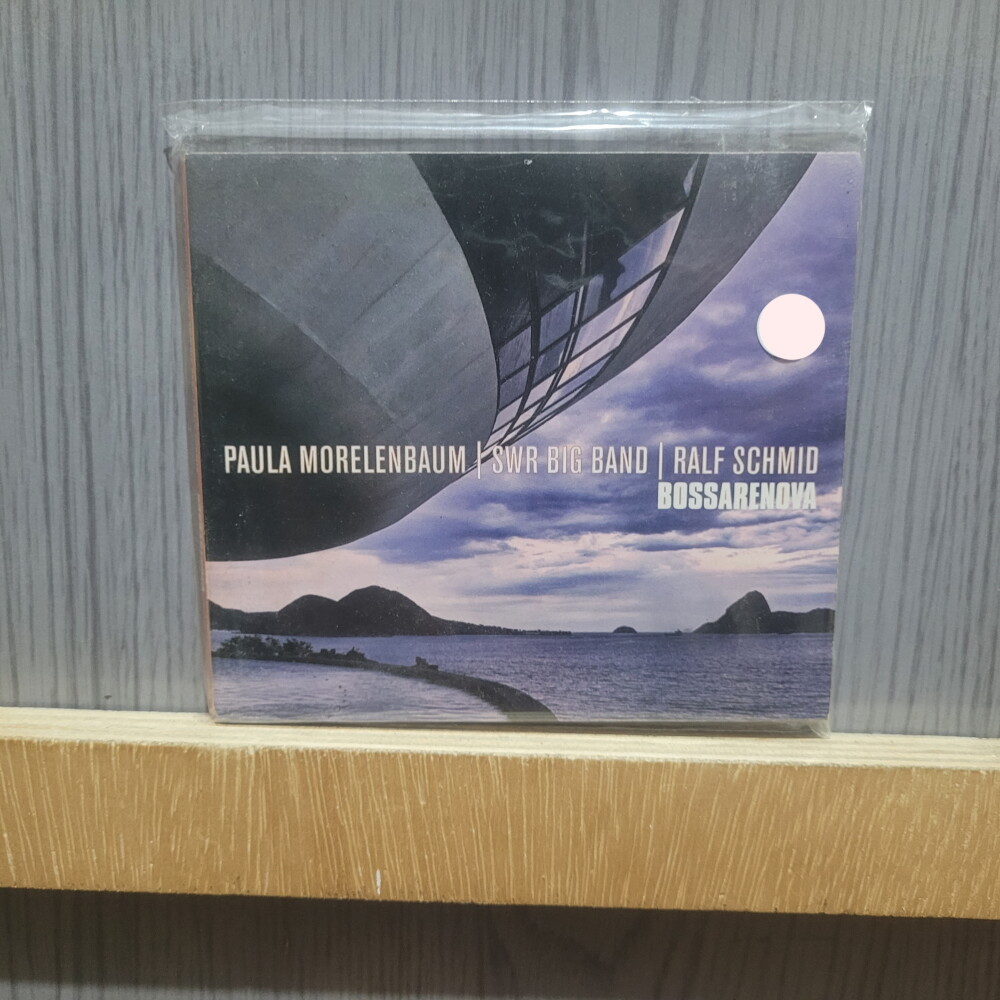 PAULA MORELENBAUM | SWR BIG BAND | RALF SCHMID
BOSSARENOVA